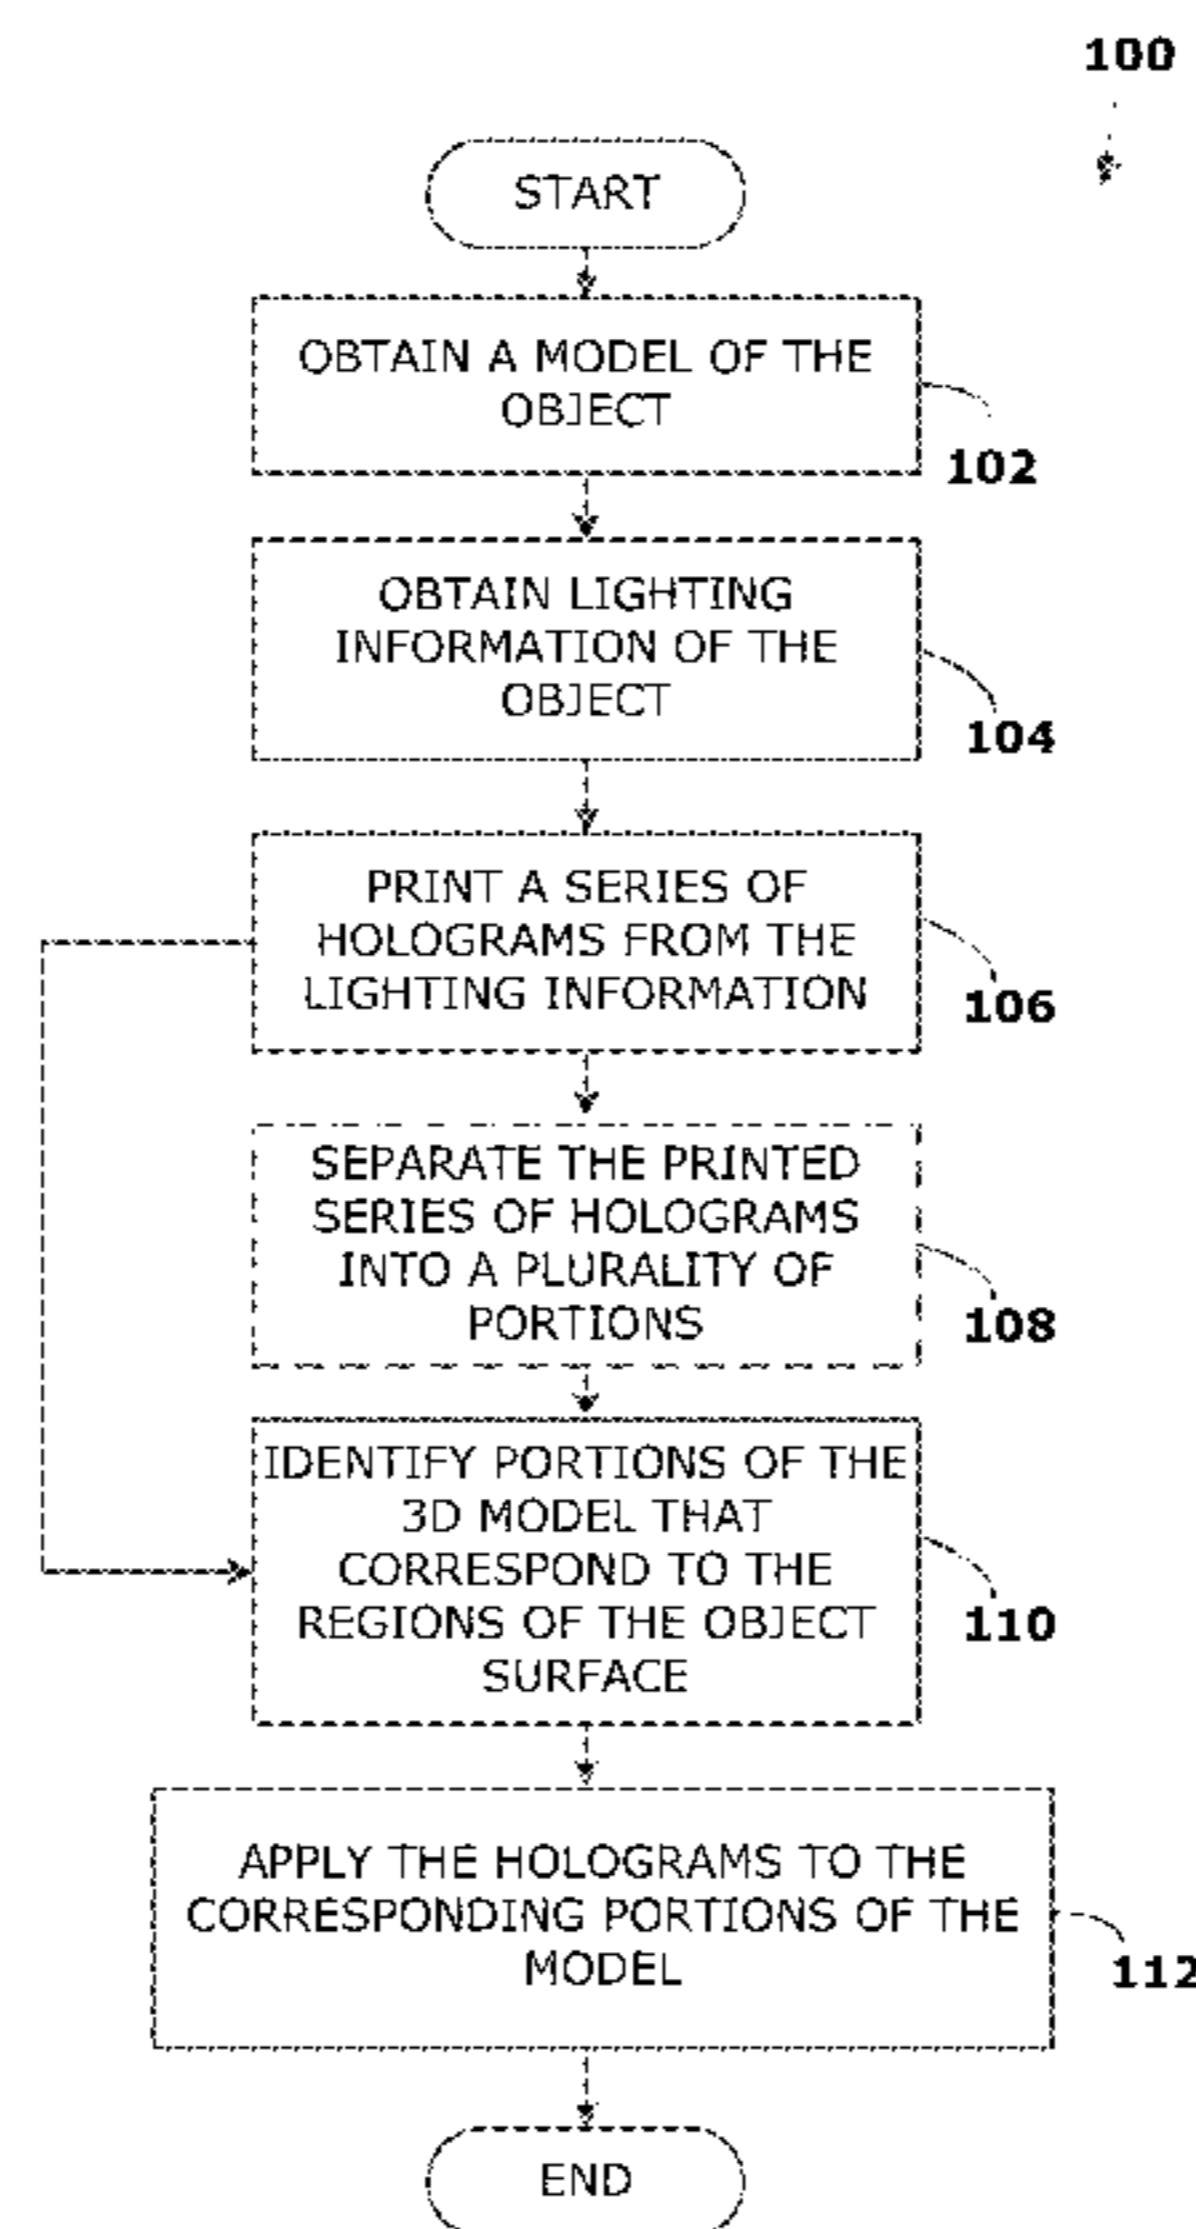 100
START
OBTAIN A MODEL OF THE
OBJECT
102
OBTAIN LIGHTING
INFORMATION OF THE
OBJECT
104
PRINT A SERIES OF
HOLOGRAMS FROM THE
LIGHTING INFORMATION
106
SEPARATE THE PRINTED
SERIES OF HOLOGRAMS
INTO A PLURALITY OF
PORTIONS
108
IDENTIFY PORTIONS OF THE
3D MODEL THAT
CORRESPOND TO THE
REGIONS OF THE OBJECT
SURFACE
110
APPLY THE HOLOGRAMS TO THE
CORRESPONDING PORTIONS OF THE
MODEL
112
END